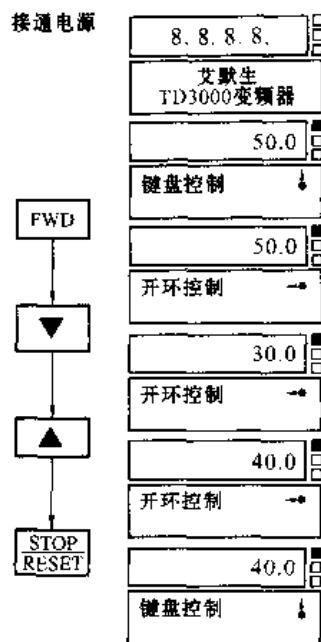 接通电源
8. 8. 8. 8.
艾默生
TD3000变频器
50.0
键盘控制
FWD
50.0
开环控制
▼
30.0
开环控制
▲
40.0
开环控制
STOP
RESET
40.0
键盘控制